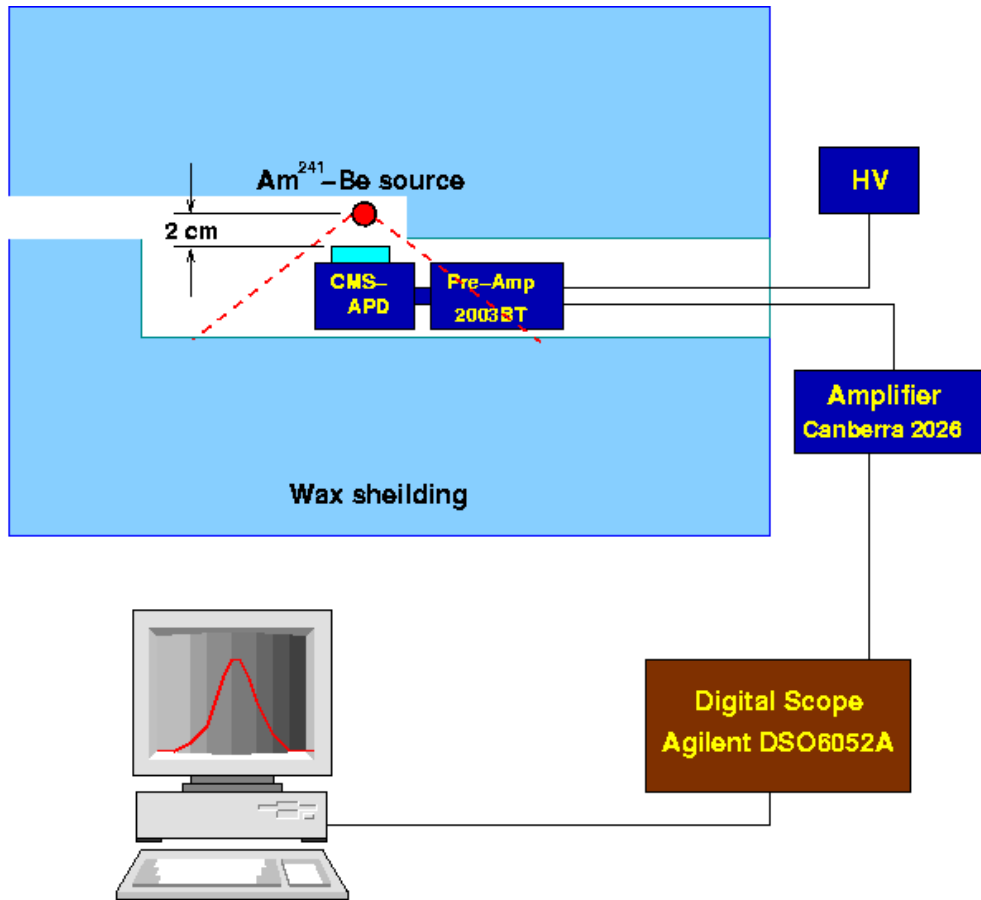 Am²⁴¹–Be source
2 cm
HV
CMS–
APD
Pre–Amp
2003BT
Amplifier
Canberra 2026
Wax sheilding
Digital Scope
Agilent DSO6052A